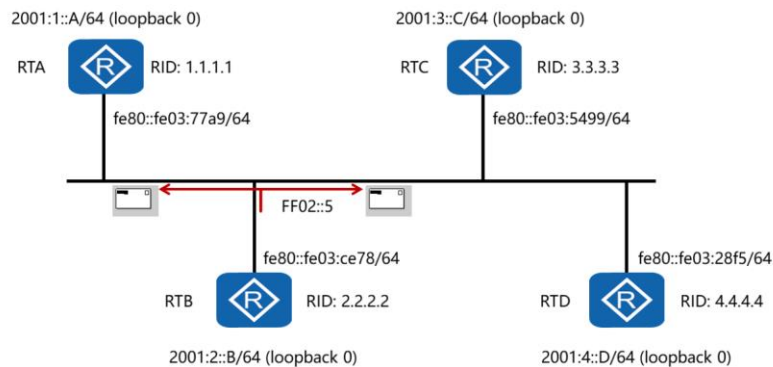 2001:1::A/64 (loopback 0)
2001:3::C/64 (loopback 0)
RTA
R
RID: 1.1.1.1
RTC
R
RID: 3.3.3.3
fe80::fe03:77a9/64
fe80::fe03:5499/64
FF02::5
fe80::fe03:ce78/64
fe80::fe03:28f5/64
RTB
R
RID: 2.2.2.2
RTD
R
RID: 4.4.4.4
2001:2::B/64 (loopback 0)
2001:4::D/64 (loopback 0)